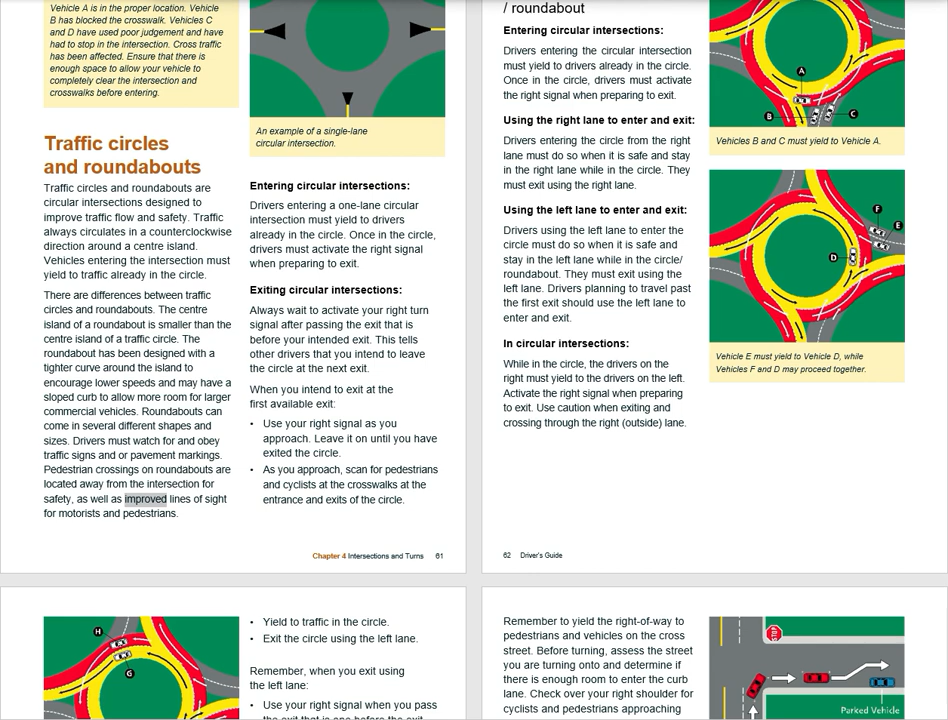 Vehicle A is in the proper location. Vehicle
B has blocked the crosswalk. Vehicles C
and D have used poor judgement and have
had to stop in the intersection. Cross traffic
has been affected. Ensure that there is
enough space to allow your vehicle to
completely clear the intersection and
crosswalks before entering.
Traffic circles
and roundabouts
Traffic circles and roundabouts are
circular intersections designed to
improve traffic flow and safety. Traffic
always circulates in a counterclockwise
direction around a centre island.
Vehicles entering the intersection must
yield to traffic already in the circle.
There are differences between traffic
circles and roundabouts. The centre
island of a roundabout is smaller than the
centre island of a traffic circle. The
roundabout has been designed with a
tighter curve around the island to
encourage lower speeds and may have a
sloped curb to allow more room for larger
commercial vehicles. Roundabouts can
come in several different shapes and
sizes. Drivers must watch for and obey
traffic signs and or pavement markings.
Pedestrian crossings on roundabouts are
located away from the intersection for
safety, as well as improved lines of sight
for motorists and pedestrians.
An example of a single-lane
circular intersection.
Entering circular intersections:
Drivers entering a one-lane circular
intersection must yield to drivers
already in the circle. Once in the circle,
drivers must activate the right signal
when preparing to exit.
Exiting circular intersections:
Always wait to activate your right turn
signal after passing the exit that is
before your intended exit. This tells
other drivers that you intend to leave
the circle at the next exit.
When you intend to exit at the
first available exit:
• Use your right signal as you
approach. Leave it on until you have
exited the circle.
• As you approach, scan for pedestrians
and cyclists at the crosswalks at the
entrance and exits of the circle.
Chapter 4 Intersections and Turns 61
/ roundabout
Entering circular intersections:
Drivers entering the circular intersection
must yield to drivers already in the circle.
Once in the circle, drivers must activate
the right signal when preparing to exit.
Using the right lane to enter and exit:
Drivers entering the circle from the right
lane must do so when it is safe and stay
in the right lane while in the circle. They
must exit using the right lane.
Using the left lane to enter and exit:
Drivers using the left lane to enter the
circle must do so when it is safe and
stay in the left lane while in the circle/
roundabout. They must exit using the
left lane. Drivers planning to travel past
the first exit should use the left lane to
enter and exit.
In circular intersections:
While in the circle, the drivers on the
right must yield to the drivers on the left.
Activate the right signal when preparing
to exit. Use caution when exiting and
crossing through the right (outside) lane.
A
B
C
Vehicles B and C must yield to Vehicle A.
F
E
D
Vehicle E must yield to Vehicle D, while
Vehicles F and D may proceed together.
62 Driver's Guide
H
G
• Yield to traffic in the circle.
• Exit the circle using the left lane.
Remember, when you exit using
the left lane:
• Use your right signal when you pass
the exit that is one before the exit
Remember to yield the right-of-way to
pedestrians and vehicles on the cross
street. Before turning, assess the street
you are turning onto and determine if
there is enough room to enter the curb
lane. Check over your right shoulder for
cyclists and pedestrians approaching
STOP
Parked Vehicle